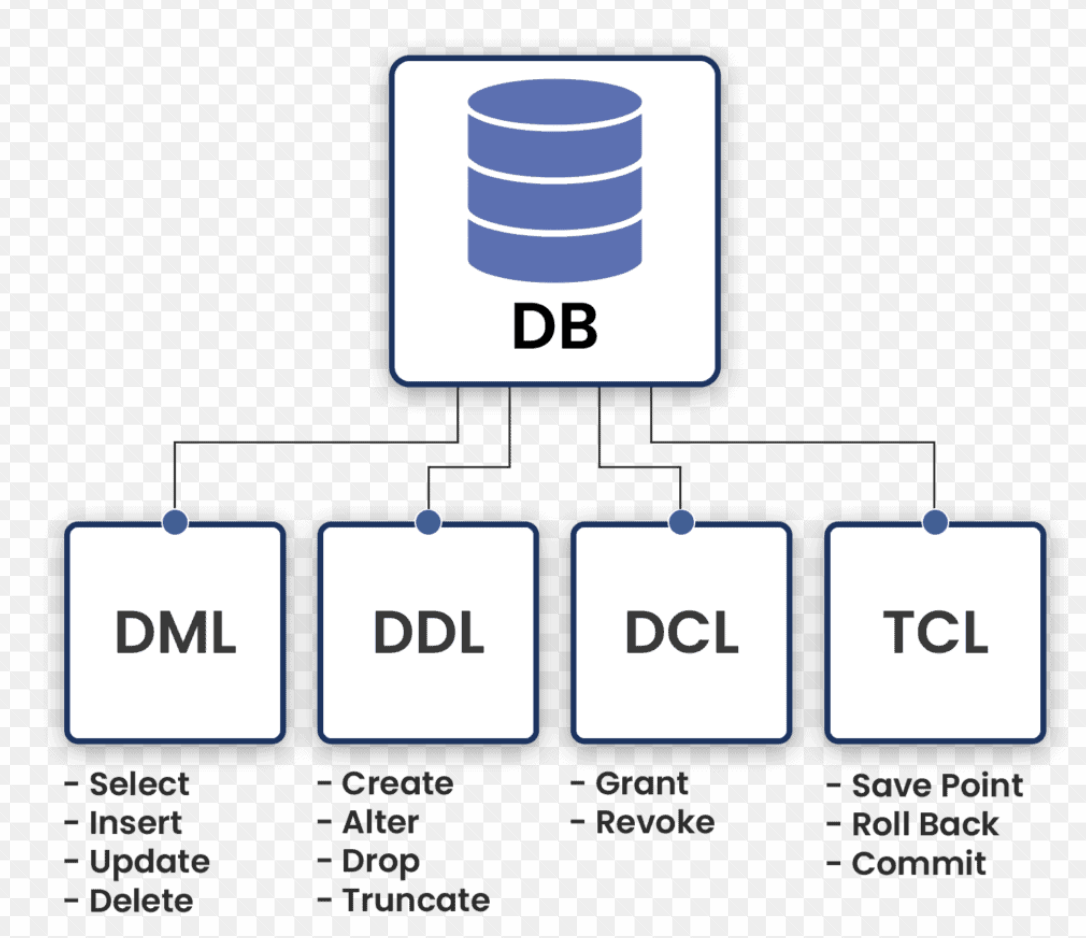 DB
DML
DDL
DCL
TCL
- Select
- Insert
- Update
- Delete
- Create
- Alter
- Drop
- Truncate
- Grant
- Revoke
- Save Point
- Roll Back
- Commit